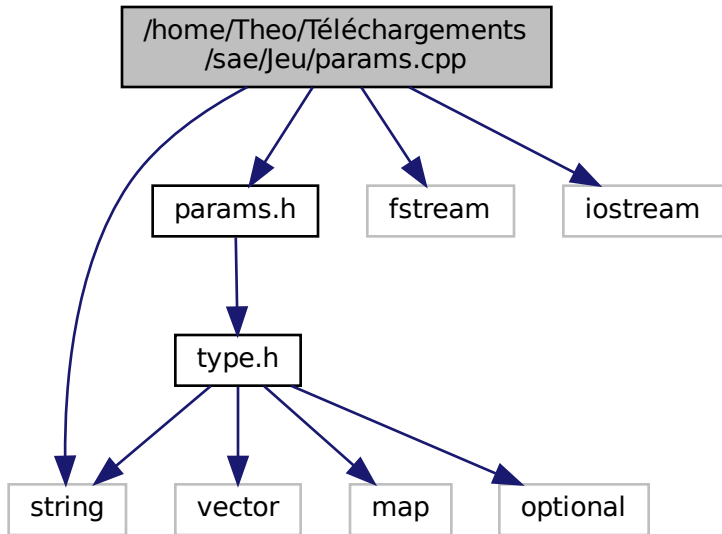 /home/Theo/Téléchargements
/sae/Jeu/params.cpp
params.h
fstream
iostream
type.h
string
vector
map
optional